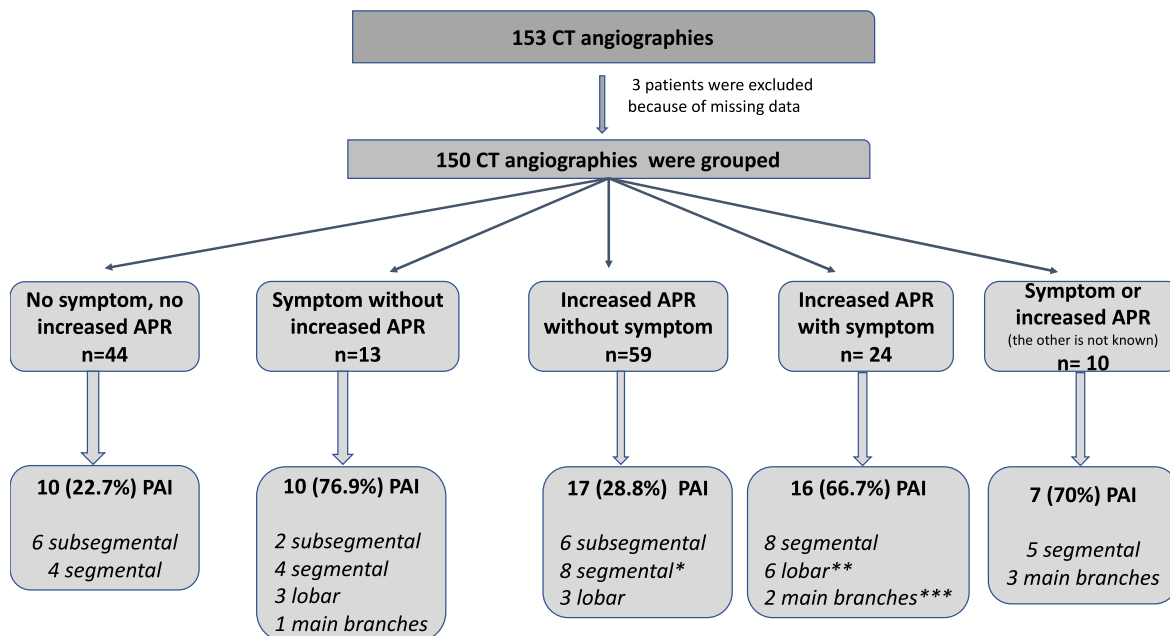 153 CT angiographies
3 patients were excluded
because of missing data
150 CT angiographies were grouped
No symptom, no
increased APR
n=44
Symptom without
increased APR
n=13
Increased APR
without symptom
n=59
Increased APR
with symptom
n= 24
Symptom or
increased APR
(the other is not known)
n= 10
10 (22.7%) PAI
6 subsegmental
4 segmental
10 (76.9%) PAI
2 subsegmental
4 segmental
3 lobar
1 main branches
17 (28.8%) PAI
6 subsegmental
8 segmental*
3 lobar
16 (66.7%) PAI
8 segmental
6 lobar**
2 main branches***
7 (70%) PAI
5 segmental
3 main branches